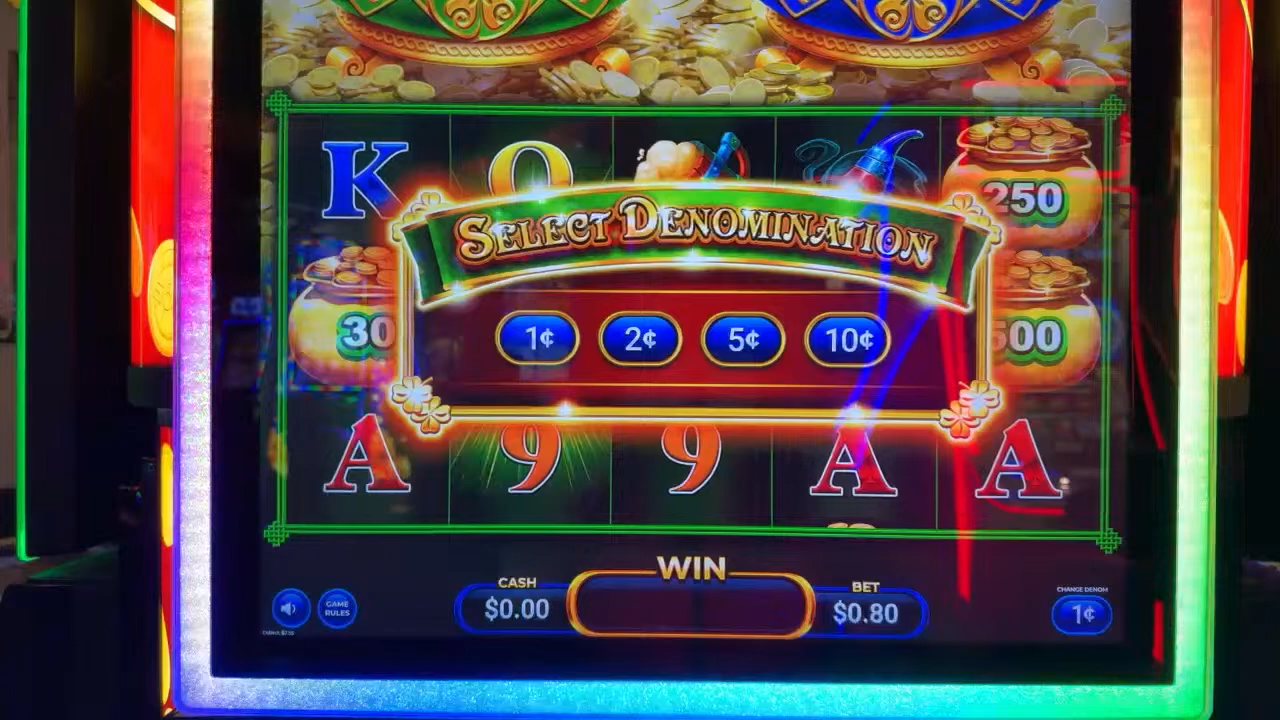 K
Q
250
SELECT DENOMINATION
30
1¢
2¢
5¢
10¢
500
A
9
9
A
A
WIN
CASH
$0.00
BET
$0.80
GAME
RULES
CHANGE DENOM
1¢